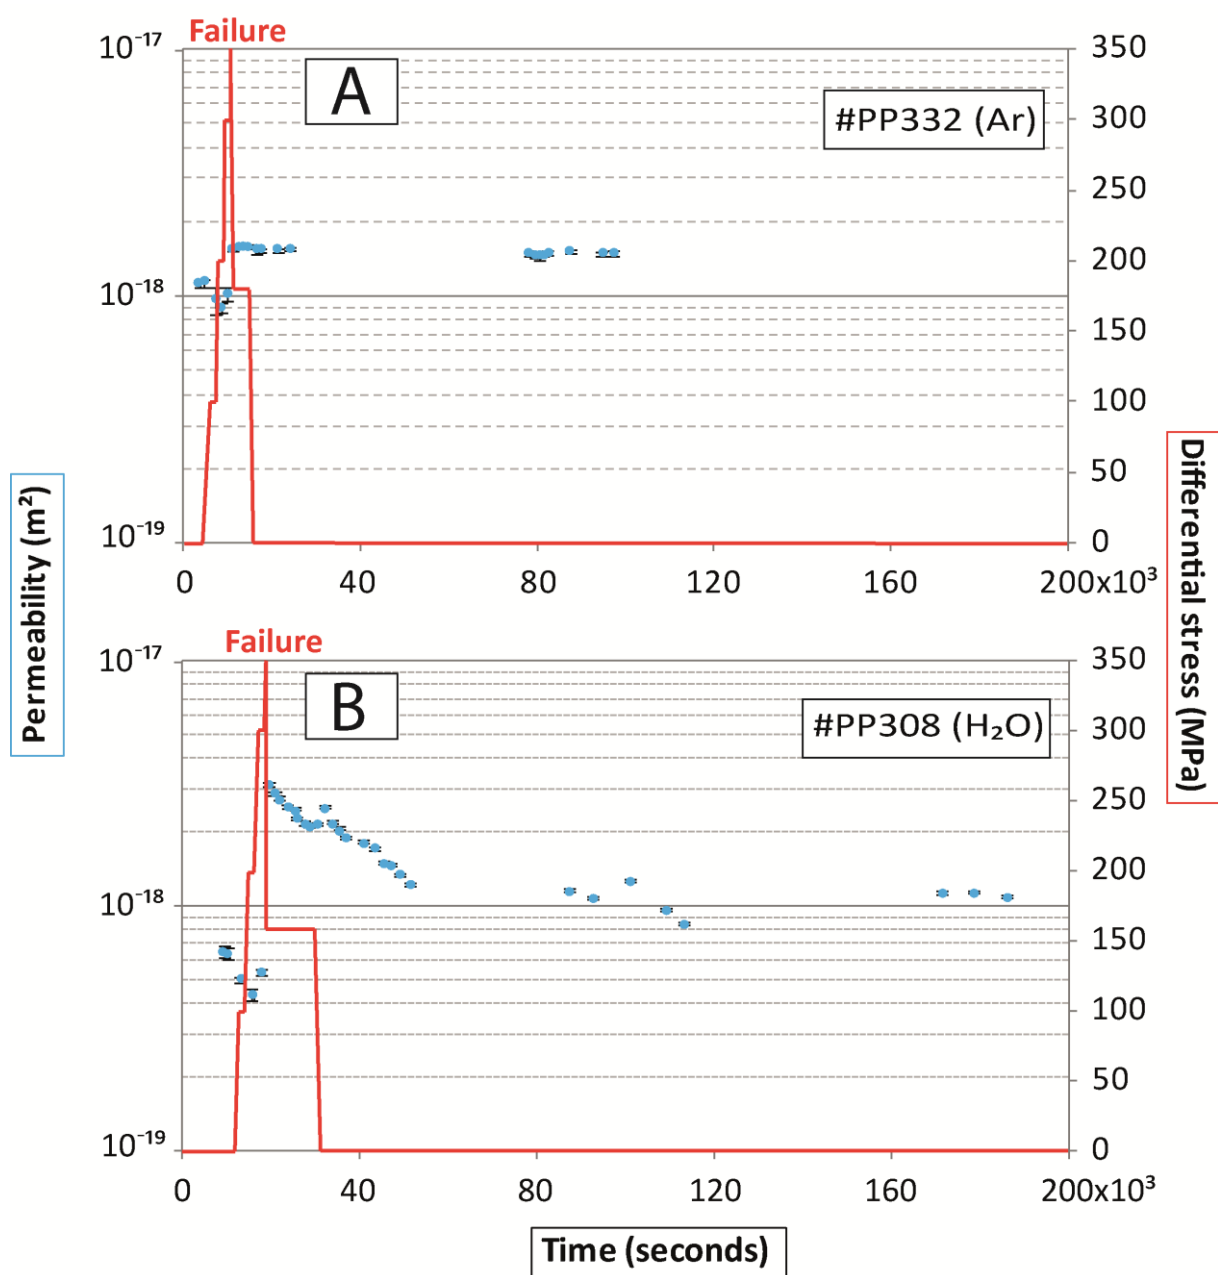 Failure
10⁻¹⁷
350
A
#PP332 (Ar)
300
250
200
10⁻¹⁸
150
100
50
10⁻¹⁹
0
0 40 80 120 160 200x10³
Permeability (m²)
Differential stress (MPa)
Failure
10⁻¹⁷
350
B
#PP308 (H₂O)
300
250
200
10⁻¹⁸
150
100
50
10⁻¹⁹
0
0 40 80 120 160 200x10³
Time (seconds)